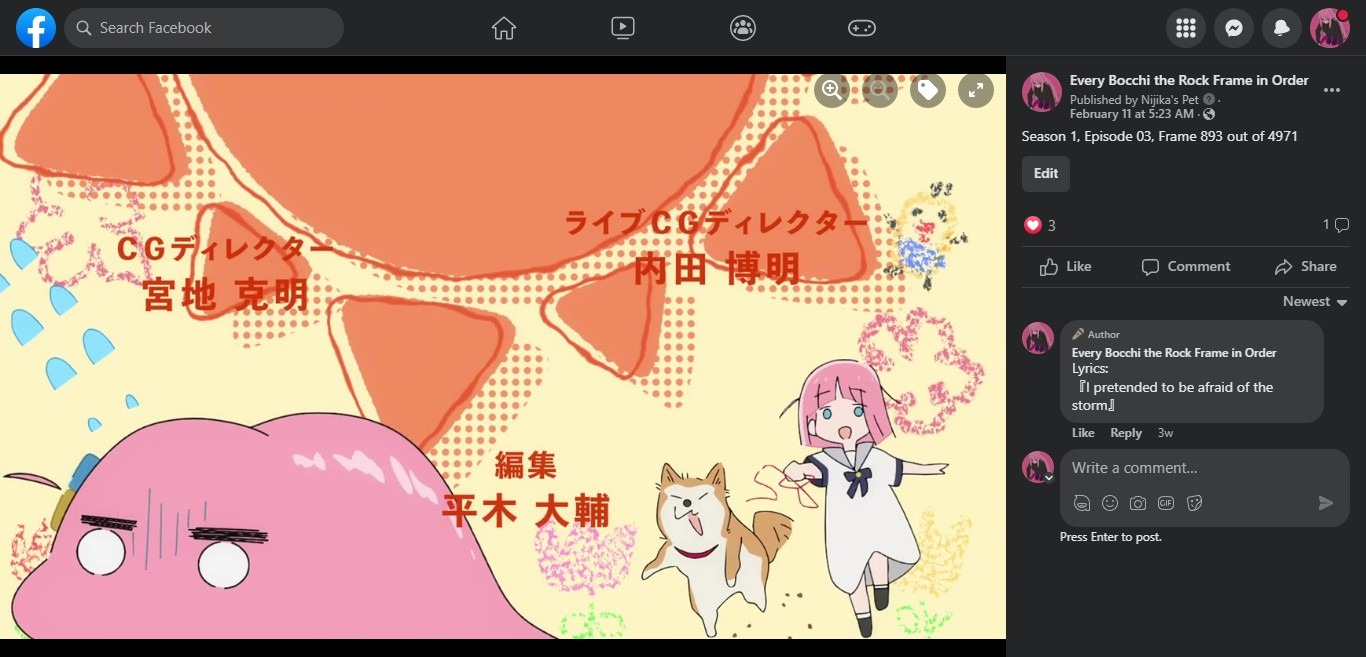 Search Facebook
CGディレクター
宮地 克明
ライブCGディレクター
内田 博明
編集
平木 大輔
Every Bocchi the Rock Frame in Order
Published by Nijika's Pet ·
February 11 at 5:23 AM ·
Season 1, Episode 03, Frame 893 out of 4971
Edit
3
1
Like Comment Share
Newest
Author
Every Bocchi the Rock Frame in Order
Lyrics:
『I pretended to be afraid of the
storm』
Like Reply 3w
Write a comment...
GIF
Press Enter to post.